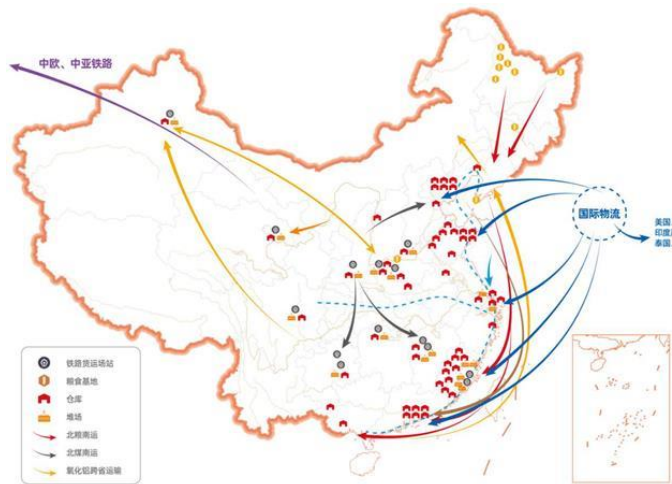 中欧、中亚铁路
国际物流
美国
印度
泰国
铁路货运场站
粮食基地
仓库
堆场
北粮南运
北煤南运
氧化铝跨省运输